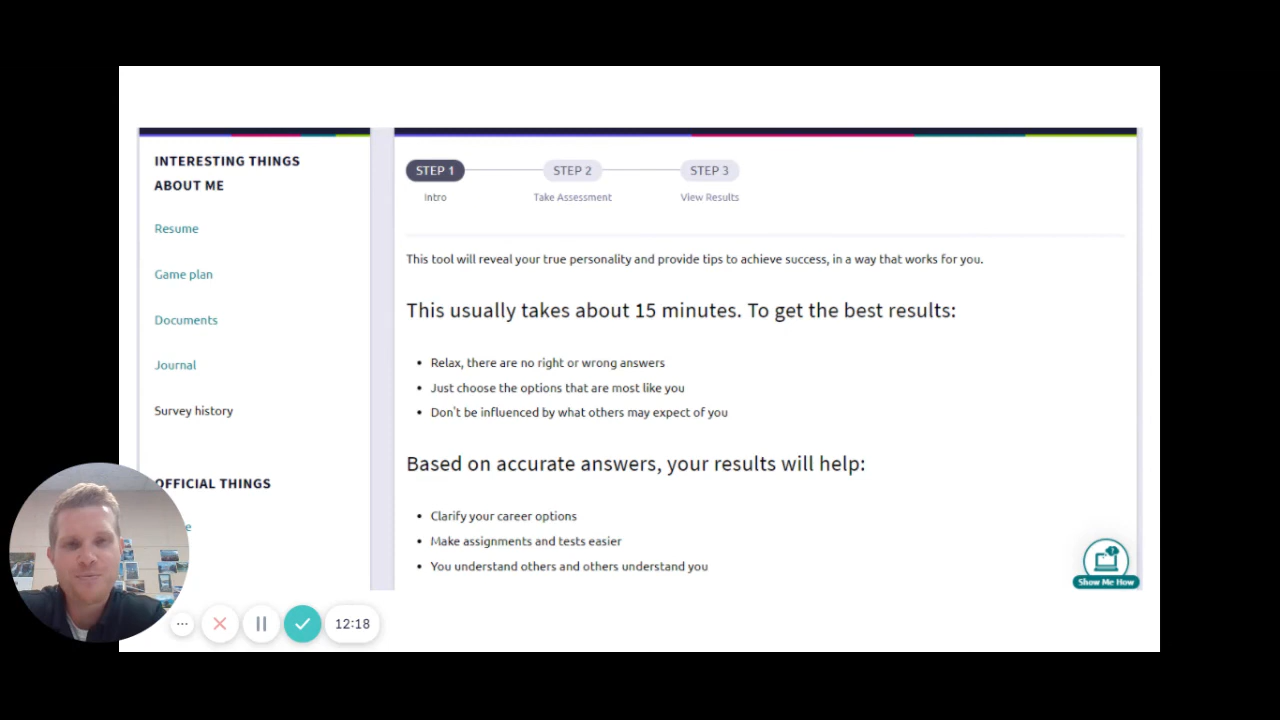 INTERESTING THINGS
ABOUT ME
Resume
Game plan
Documents
Journal
Survey history
OFFICIAL THINGS
STEP 1
STEP 2
STEP 3
Intro
Take Assessment
View Results
This tool will reveal your true personality and provide tips to achieve success, in a way that works for you.
This usually takes about 15 minutes. To get the best results:
• Relax, there are no right or wrong answers
• Just choose the options that are most like you
• Don't be influenced by what others may expect of you
Based on accurate answers, your results will help:
• Clarify your career options
• Make assignments and tests easier
• You understand others and others understand you
Show Me How
12:18